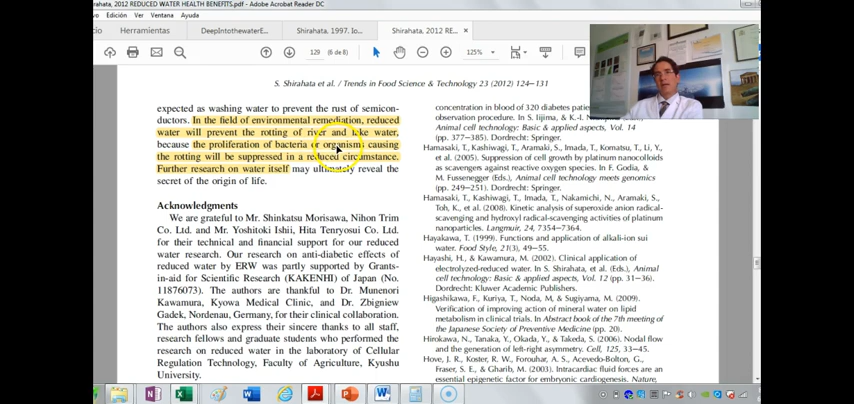 Shirahata, 2012 REDUCED WATER HEALTH BENEFITS.pdf - Adobe Acrobat Reader DC
Edición Ver Ventana Ayuda
Herramientas
DeepIntothewaterE...
Shirahata, 1997. Io...
Shirahata, 2012 RE... ×
129 (6 de 8)
125%
S. Shirahata et al. / Trends in Food Science & Technology 23 (2012) 124–131
expected as washing water to prevent the rust of semicon-
ductors. In the field of environmental remediation, reduced
water will prevent the rotting of river and lake water,
because the proliferation of bacteria or organisms causing
the rotting will be suppressed in a reduced circumstance.
Further research on water itself may ultimately reveal the
secret of the origin of life.
Acknowledgments
We are grateful to Mr. Shinkatsu Morisawa, Nihon Trim
Co. Ltd. and Mr. Yoshitoki Ishii, Hita Tenryosui Co. Ltd.
for their technical and financial support for our reduced
water research. Our research on anti-diabetic effects of
reduced water by ERW was partly supported by Grants-
in-aid for Scientific Research (KAKENHI) of Japan (No.
11876073). The authors are thankful to Dr. Munenori
Kawamura, Kyowa Medical Clinic, and Dr. Zbigniew
Gadek, Nordenau, Germany, for their clinical collaboration.
The authors also express their sincere thanks to all staff,
research fellows and graduate students who performed the
research on reduced water in the laboratory of Cellular
Regulation Technology, Faculty of Agriculture, Kyushu
University.
concentration in blood of 320 diabetes patie
observation procedure. In S. Iijima, & K.-I. N
Animal cell technology: Basic & applied aspects, Vol. 14
(pp. 377–385). Dordrecht: Springer.
Hamasaki, T., Kashiwagi, T., Aramaki, S., Imada, T., Komatsu, T., Li, Y.,
et al. (2005). Suppression of cell growth by platinum nanocolloids
as scavengers against reactive oxygen species. In F. Godia, &
M. Fussenegger (Eds.), Animal cell technology meets genomics
(pp. 249–251). Dordrecht: Springer.
Hamasaki, T., Kashiwagi, T., Imada, T., Nakamichi, N., Aramaki, S.,
Toh, K., et al. (2008). Kinetic analysis of superoxide anion radical-
scavenging and hydroxyl radical-scavenging activities of platinum
nanoparticles. Langmuir, 24, 7354–7364.
Hayakawa, T. (1999). Functions and application of alkali-ion sui
water. Food Style, 21(3), 49–55.
Hayashi, H., & Kawamura, M. (2002). Clinical application of
electrolyzed-reduced water. In S. Shirahata, et al. (Eds.), Animal
cell technology: Basic & applied aspects, Vol. 12 (pp. 31–36).
Dordrecht: Kluwer Academic Publishers.
Higashikawa, F., Kuriya, T., Noda, M, & Sugiyama, M. (2009).
Verification of improving action of mineral water on lipid
metabolism in clinical trials. In Abstract book of the 7th meeting of
the Japanese Society of Preventive Medicine (pp. 20).
Hirokawa, N., Tanaka, Y., Okada, Y., & Takeda, S. (2006). Nodal flow
and the generation of left-right asymmetry. Cell, 125, 33–45.
Hove, J. R., Koster, R. W., Forouhar, A. S., Acevedo-Bolton, G.,
Fraser, S. E., & Gharib, M. (2003). Intracardiac fluid forces are an
essential epigenetic factor for embryonic cardiogenesis. Nature,